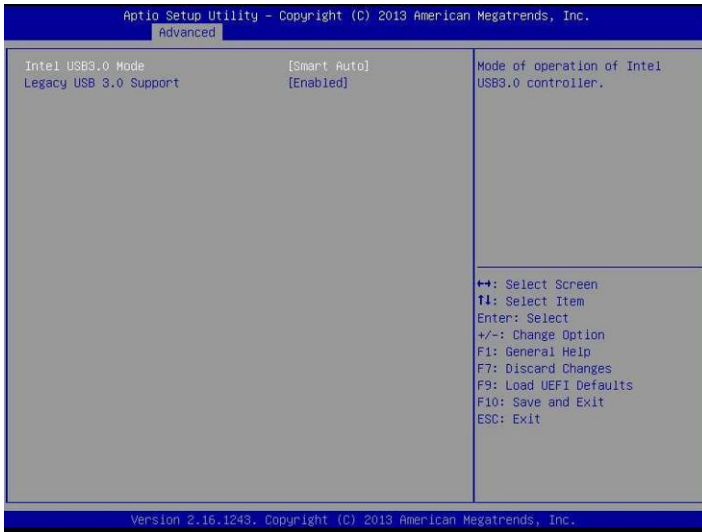 Aptio Setup Utility – Copyright (C) 2013 American Megatrends, Inc.
Advanced
Intel USB3.0 Mode [Smart Auto]
Legacy USB 3.0 Support [Enabled]
Mode of operation of Intel
USB3.0 controller.
↔: Select Screen
↑↓: Select Item
Enter: Select
+/-: Change Option
F1: General Help
F7: Discard Changes
F9: Load UEFI Defaults
F10: Save and Exit
ESC: Exit
Version 2.16.1243. Copyright (C) 2013 American Megatrends, Inc.